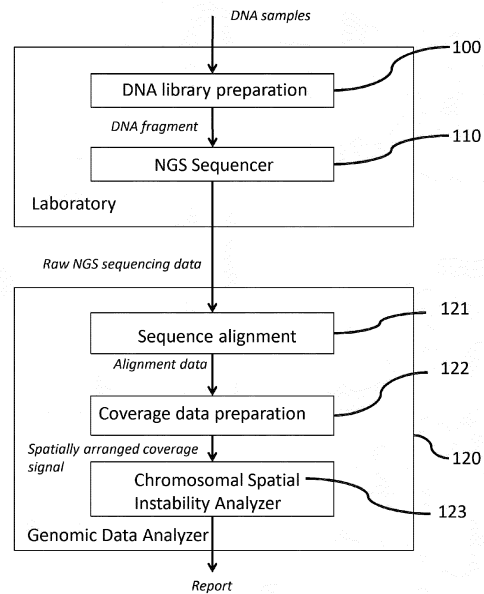 DNA samples
100
DNA library preparation
DNA fragment
110
NGS Sequencer
Laboratory
Raw NGS sequencing data
121
Sequence alignment
Alignment data
122
Coverage data preparation
Spatially arranged coverage
signal
120
Chromosomal Spatial
Instability Analyzer
123
Genomic Data Analyzer
Report